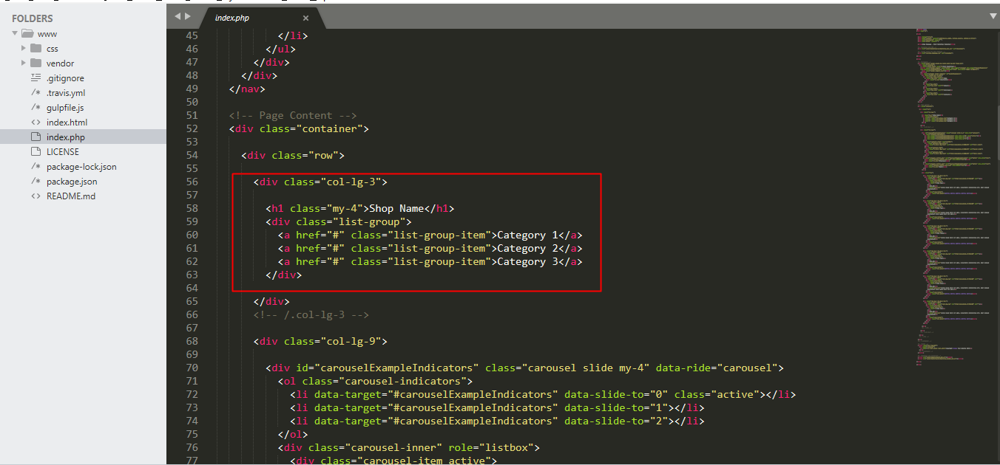 FOLDERS
www
css
vendor
.gitignore
.travis.yml
gulpfile.js
index.html
index.php
LICENSE
package-lock.json
package.json
README.md
index.php
45 </li>
46 </ul>
47 </div>
48 </div>
49 </nav>
50
51 <!-- Page Content -->
52 <div class="container">
53
54 <div class="row">
55
56 <div class="col-lg-3">
57
58 <h1 class="my-4">Shop Name</h1>
59 <div class="list-group">
60 <a href="#" class="list-group-item">Category 1</a>
61 <a href="#" class="list-group-item">Category 2</a>
62 <a href="#" class="list-group-item">Category 3</a>
63 </div>
64
65 </div>
66 <!-- /.col-lg-3 -->
67
68 <div class="col-lg-9">
69
70 <div id="carouselExampleIndicators" class="carousel slide my-4" data-ride="carousel">
71 <ol class="carousel-indicators">
72 <li data-target="#carouselExampleIndicators" data-slide-to="0" class="active"></li>
73 <li data-target="#carouselExampleIndicators" data-slide-to="1"></li>
74 <li data-target="#carouselExampleIndicators" data-slide-to="2"></li>
75 </ol>
76 <div class="carousel-inner" role="listbox">
77 <div class="carousel-item active">